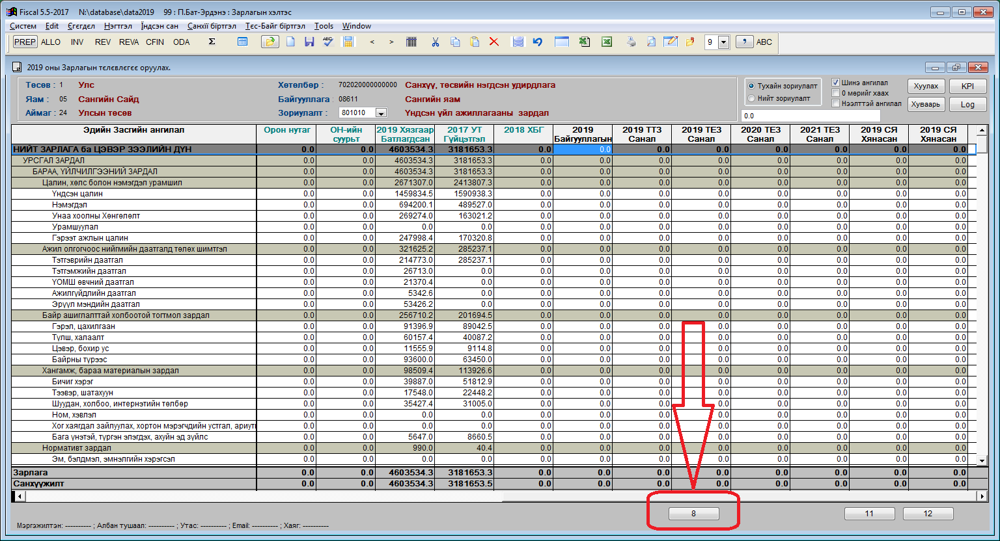 Fiscal 5.5-2017 N:\database\data2019 99 : П.Бат-Эрдэнэ : Зарлагын хэлтэс
Систем Edit Єгєгдєл Нэгтгэл Їндсэн сан Санхїї бїртгэл Тєс-Байг бїртгэл Tools Window
PREP ALLO INV REV REVA CFIN ODA Σ ABC < > 9 , ABC
2019 оны Зарлагын тєлєвлєгєє оруулах.
Төсөв : 1 Улс Хөтөлбөр : 702020000000000 Санхүү, төсвийн нэгдсэн удирдлага
Яам : 05 Сангийн Сайд Байгууллага : 08611 Сангийн яам
Аймаг : 24 Улсын төсөв Зориулалт : 801010 Үндсэн үйл ажиллагааны зардал
Тухайн зориулалт
Нийт зориулалт
Шинэ ангилал
0 мөрийг хаах
Нээлттэй ангилал
0.0
Хуулах KPI
Хуваарь Log
Эдийн Засгийн ангилал Орон нутаг ОН-ийн суурьт 2019 Хязгаар Батлагдсан 2017 УТ Гүйцэтгэл 2018 ХБГ 2019 Байгууллагын 2019 ТТЗ Санал 2019 ТЕЗ Санал 2020 ТЕЗ Санал 2021 ТЕЗ Санал 2019 СЯ Хянасан 2019 СЯ Хянасан
НИЙТ ЗАРЛАГА ба ЦЭВЭР ЗЭЭЛИЙН ДҮН 0.0 0.0 4603534.3 3181653.3 0.0 0.0 0.0 0.0 0.0 0.0 0.0 0.0
УРСГАЛ ЗАРДАЛ 0.0 0.0 4603534.3 3181653.3 0.0 0.0 0.0 0.0 0.0 0.0 0.0 0.0
БАРАА, ҮЙЛЧИЛГЭЭНИЙ ЗАРДАЛ 0.0 0.0 4603534.3 3181653.3 0.0 0.0 0.0 0.0 0.0 0.0 0.0 0.0
Цалин, хөлс болон нэмэгдэл урамшил 0.0 0.0 2671307.0 2413807.3 0.0 0.0 0.0 0.0 0.0 0.0 0.0 0.0
Үндсэн цалин 0.0 0.0 1459834.5 1590938.3 0.0 0.0 0.0 0.0 0.0 0.0 0.0 0.0
Нэмэгдэл 0.0 0.0 694200.1 489527.0 0.0 0.0 0.0 0.0 0.0 0.0 0.0 0.0
Унаа хоолны Хөнгөлөлт 0.0 0.0 269274.0 163021.2 0.0 0.0 0.0 0.0 0.0 0.0 0.0 0.0
Урамшуулал 0.0 0.0 0.0 0.0 0.0 0.0 0.0 0.0 0.0 0.0 0.0 0.0
Гэрээт ажлын цалин 0.0 0.0 247998.4 170320.8 0.0 0.0 0.0 0.0 0.0 0.0 0.0 0.0
Ажил олгогчоос нийгмийн даатгалд төлөх шимтгэл 0.0 0.0 321625.2 285237.1 0.0 0.0 0.0 0.0 0.0 0.0 0.0 0.0
Тэтгэврийн даатгал 0.0 0.0 214773.0 285237.1 0.0 0.0 0.0 0.0 0.0 0.0 0.0 0.0
Тэтгэмжийн даатгал 0.0 0.0 26713.0 0.0 0.0 0.0 0.0 0.0 0.0 0.0 0.0 0.0
ҮОМШ өвчний даатгал 0.0 0.0 21370.4 0.0 0.0 0.0 0.0 0.0 0.0 0.0 0.0 0.0
Ажилгүйдлийн даатгал 0.0 0.0 5342.6 0.0 0.0 0.0 0.0 0.0 0.0 0.0 0.0 0.0
Эрүүл мэндийн даатгал 0.0 0.0 53426.2 0.0 0.0 0.0 0.0 0.0 0.0 0.0 0.0 0.0
Байр ашиглалттай холбоотой тогтмол зардал 0.0 0.0 256710.2 201694.5 0.0 0.0 0.0 0.0 0.0 0.0 0.0 0.0
Гэрэл, цахилгаан 0.0 0.0 91396.9 89042.5 0.0 0.0 0.0 0.0 0.0 0.0 0.0 0.0
Түлш, халаалт 0.0 0.0 60157.4 40087.2 0.0 0.0 0.0 0.0 0.0 0.0 0.0 0.0
Цэвэр, бохир ус 0.0 0.0 11555.9 9114.8 0.0 0.0 0.0 0.0 0.0 0.0 0.0 0.0
Байрны түрээс 0.0 0.0 93600.0 63450.0 0.0 0.0 0.0 0.0 0.0 0.0 0.0 0.0
Хангамж, бараа материалын зардал 0.0 0.0 98509.4 113926.6 0.0 0.0 0.0 0.0 0.0 0.0 0.0 0.0
Бичиг хэрэг 0.0 0.0 39887.0 51812.9 0.0 0.0 0.0 0.0 0.0 0.0 0.0 0.0
Тээвэр, шатахуун 0.0 0.0 17548.0 22448.2 0.0 0.0 0.0 0.0 0.0 0.0 0.0 0.0
Шуудан, холбоо, интернэтийн төлбөр 0.0 0.0 35427.4 31005.0 0.0 0.0 0.0 0.0 0.0 0.0 0.0 0.0
Ном, хэвлэл 0.0 0.0 0.0 0.0 0.0 0.0 0.0 0.0 0.0 0.0 0.0 0.0
Хог хаягдал зайлуулах, хортон мэрэгчдийн устгал, ариутг 0.0 0.0 0.0 0.0 0.0 0.0 0.0 0.0 0.0 0.0 0.0 0.0
Бага үнэтэй, түргэн элэгдэх, ахуйн эд зүйлс 0.0 0.0 5647.0 8660.5 0.0 0.0 0.0 0.0 0.0 0.0 0.0 0.0
Нормативт зардал 0.0 0.0 990.0 40.4 0.0 0.0 0.0 0.0 0.0 0.0 0.0 0.0
Эм, бэлдмэл, эмнэлгийн хэрэгсэл 0.0 0.0 0.0 0.0 0.0 0.0 0.0 0.0 0.0 0.0 0.0 0.0
Зарлага 0.0 0.0 4603534.3 3181653.3 0.0 0.0 0.0 0.0 0.0 0.0 0.0 0.0
Санхүүжилт 0.0 0.0 4603534.3 3181653.5 0.0 0.0 0.0 0.0 0.0 0.0 0.0 0.0
8 11 12
Мэргэжилтэн: ---------- ; Албан тушаал: ---------- ; Утас: ---------- ; Email: ---------- ; Хаяг: ----------